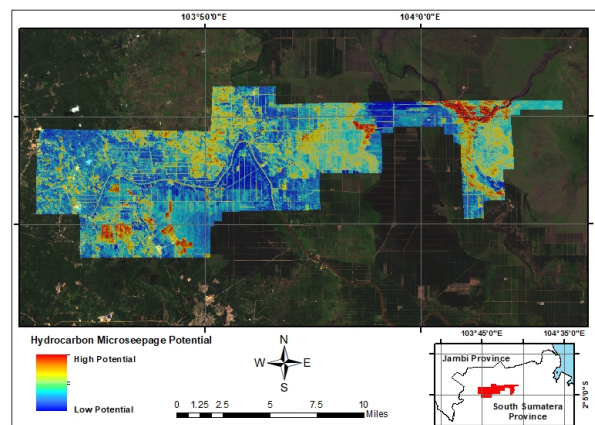 103°50'0"E
104°0'0"E
Hydrocarbon Microseepage Potential
High Potential
Low Potential
N
W
E
S
0 1.25 2.5 5 7.5 10
Miles
103°45'0"E
104°35'0"E
Jambi Province
South Sumatera
Province
2°5'0"S